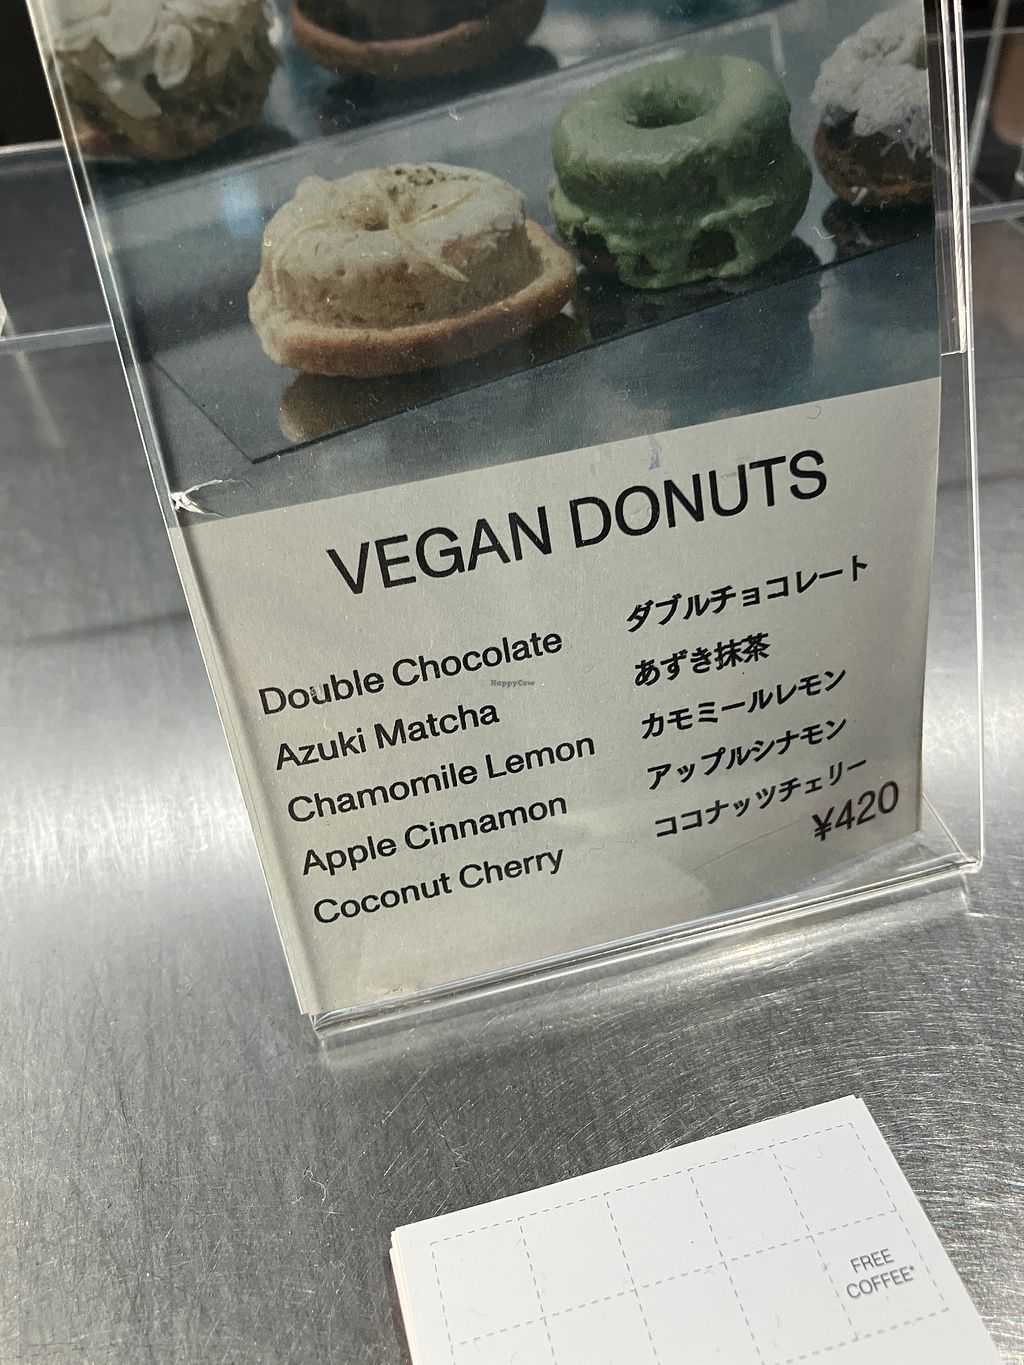 VEGAN DONUTS
Double Chocolate ダブルチョコレート
Azuki Matcha あずき抹茶
Chamomile Lemon カモミールレモン
Apple Cinnamon アップルシナモン
Coconut Cherry ココナッツチェリー
¥420
HappyCow
FREE
COFFEE*